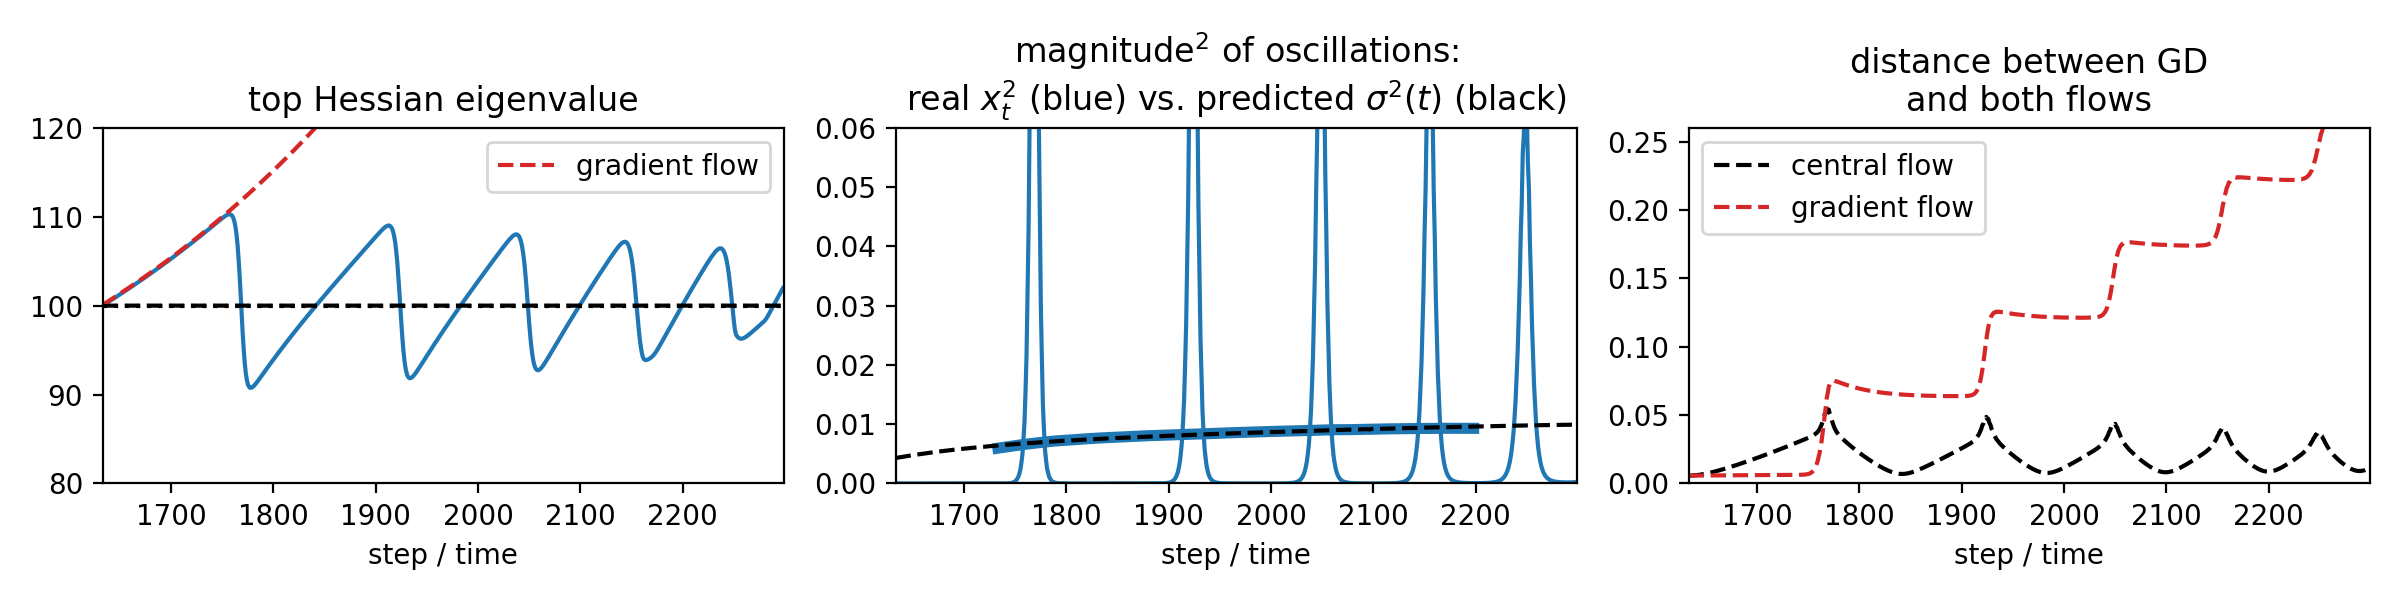 top Hessian eigenvalue
120
110
100
90
80
1700 1800 1900 2000 2100 2200
step / time
gradient flow
magnitude² of oscillations:
real $x_t^2$ (blue) vs. predicted $\sigma^2(t)$ (black)
0.06
0.05
0.04
0.03
0.02
0.01
0.00
1700 1800 1900 2000 2100 2200
step / time
distance between GD
and both flows
0.25
0.20
0.15
0.10
0.05
0.00
1700 1800 1900 2000 2100 2200
step / time
central flow
gradient flow